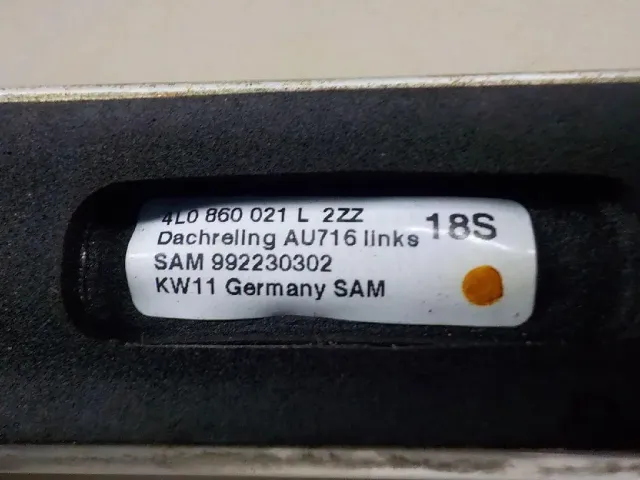 4L0 860 021 L 2ZZ
18S
Dachreling AU716 links
SAM 992230302
KW11 Germany SAM